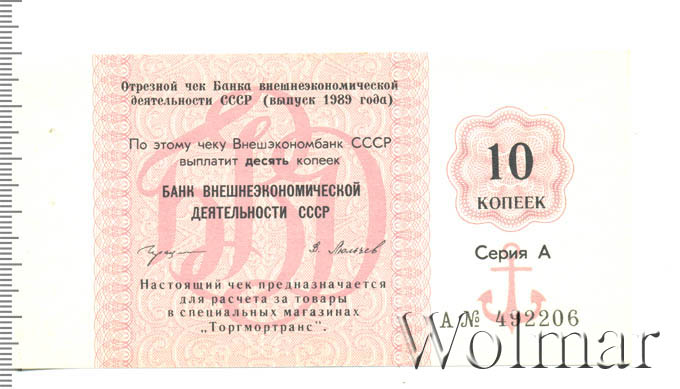 Отрезной чек Банка внешнеэкономической
деятельности СССР (выпуск 1989 года)
По этому чеку Внешэкономбанк СССР
выплатит десять копеек
БАНК ВНЕШНЕЭКОНОМИЧЕСКОЙ
ДЕЯТЕЛЬНОСТИ СССР
Настоящий чек предназначается
для расчета за товары
в специальных магазинах
„Торгмортранс".
10
КОПЕЕК
Серия А
А № 492206
Wolmar